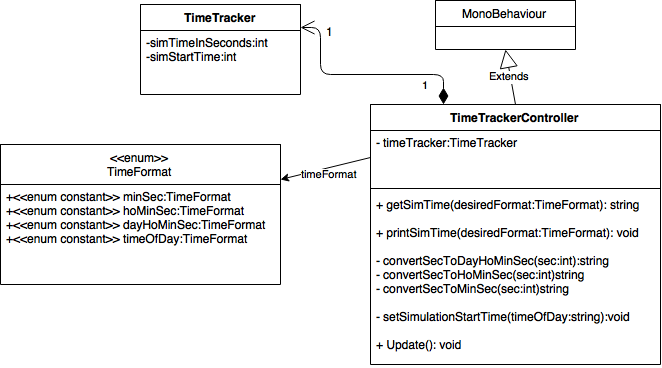 TimeTracker
-simTimeInSeconds:int
-simStartTime:int
1
MonoBehaviour
Extends
1
TimeTrackerController
- timeTracker:TimeTracker
+ getSimTime(desiredFormat:TimeFormat): string
+ printSimTime(desiredFormat:TimeFormat): void
- convertSecToDayHoMinSec(sec:int):string
- convertSecToHoMinSec(sec:int)string
- convertSecToMinSec(sec:int)string
- setSimulationStartTime(timeOfDay:string):void
+ Update(): void
timeFormat
<<enum>>
TimeFormat
+<<enum constant>> minSec:TimeFormat
+<<enum constant>> hoMinSec:TimeFormat
+<<enum constant>> dayHoMinSec:TimeFormat
+<<enum constant>> timeOfDay:TimeFormat